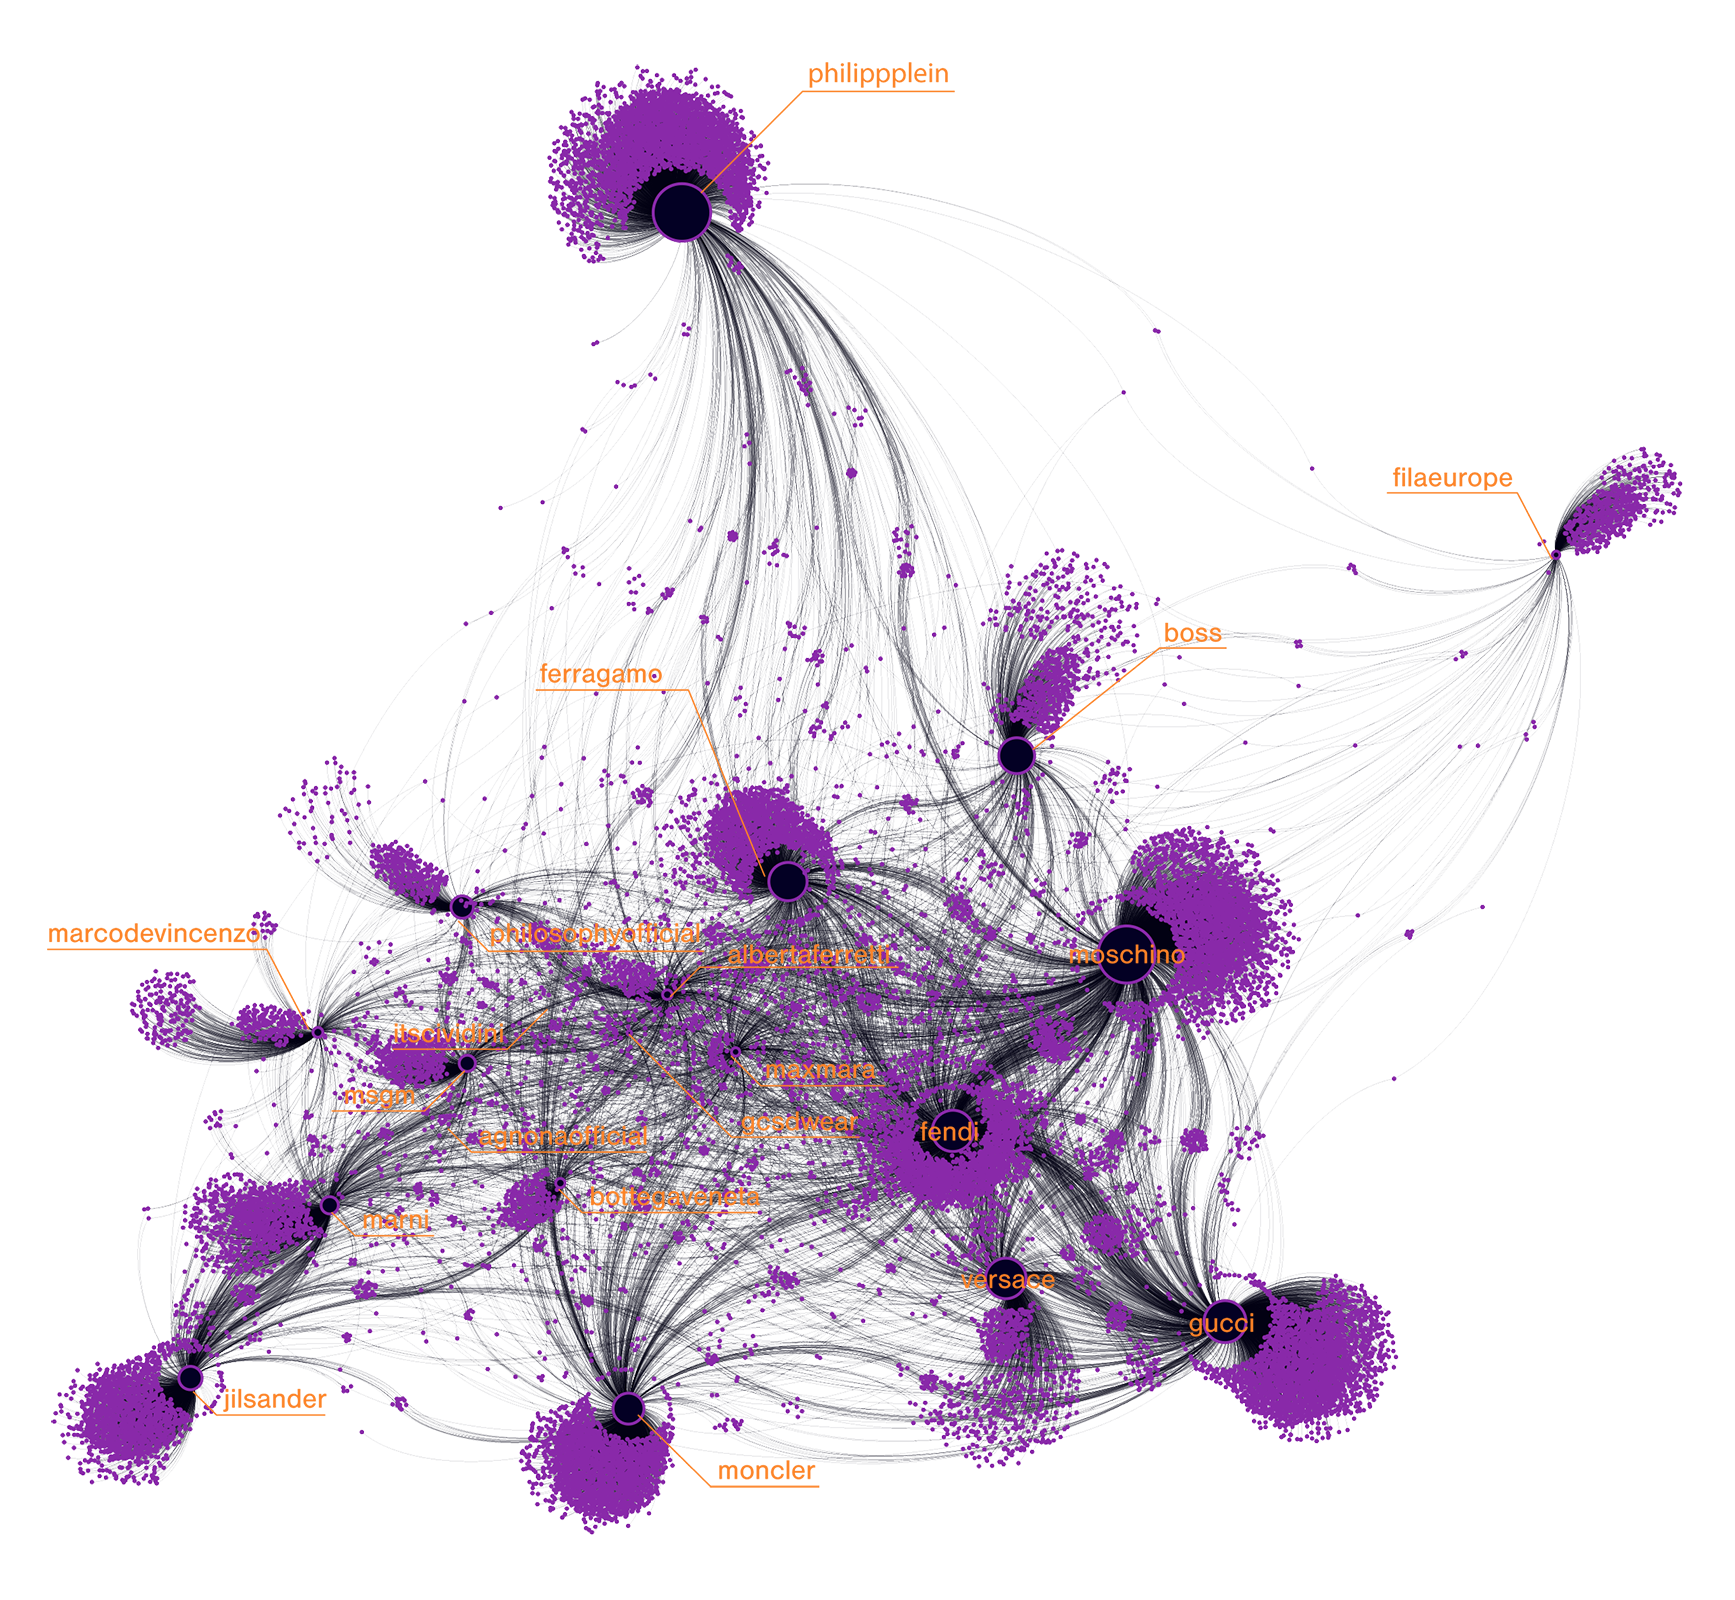 philippplein
filaeurope
boss
ferragamo
marcodevincenzo
philosophyofficial
albertaferretti
moschino
itscividini
maxmara
msgm
gcsdwear
fendi
agnonaofficial
bottegaveneta
marni
versace
gucci
jilsander
moncler